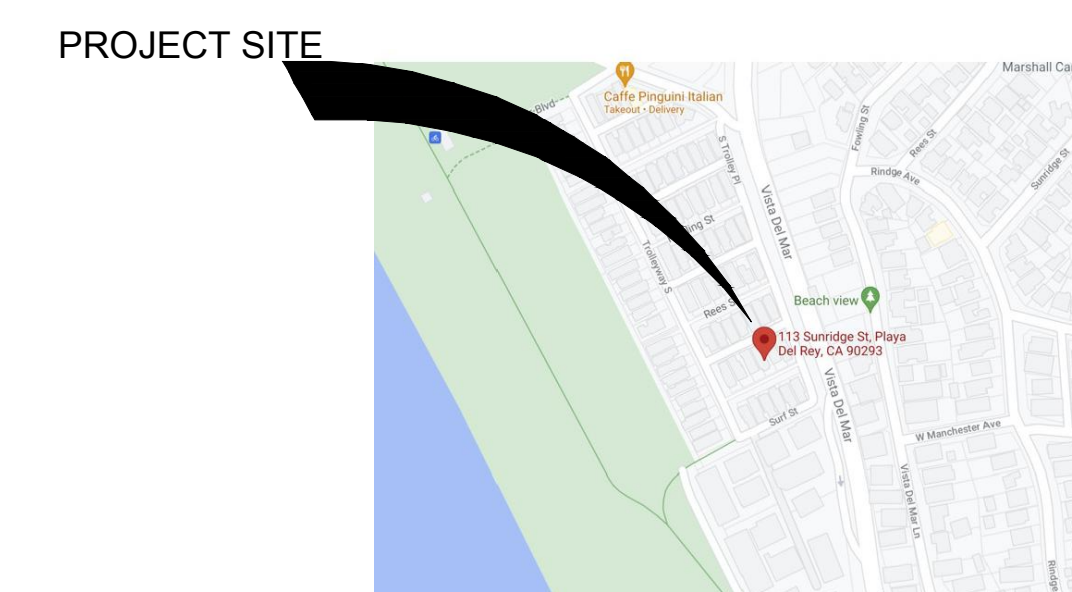 PROJECT SITE
Marshall Ca
Caffe Pinguini Italian
Takeout • Delivery
Blvd
Fowling St
Rees St
S Trolley Pl
Sunridge St
Rindge Ave
Vista Del Mar
Trolleyway S
Beach view
Rees S
113 Sunridge St, Playa
Del Rey, CA 90293
Vista Del Mar
Surf St
W Manchester Ave
Vista Del Mar Ln
Rindge